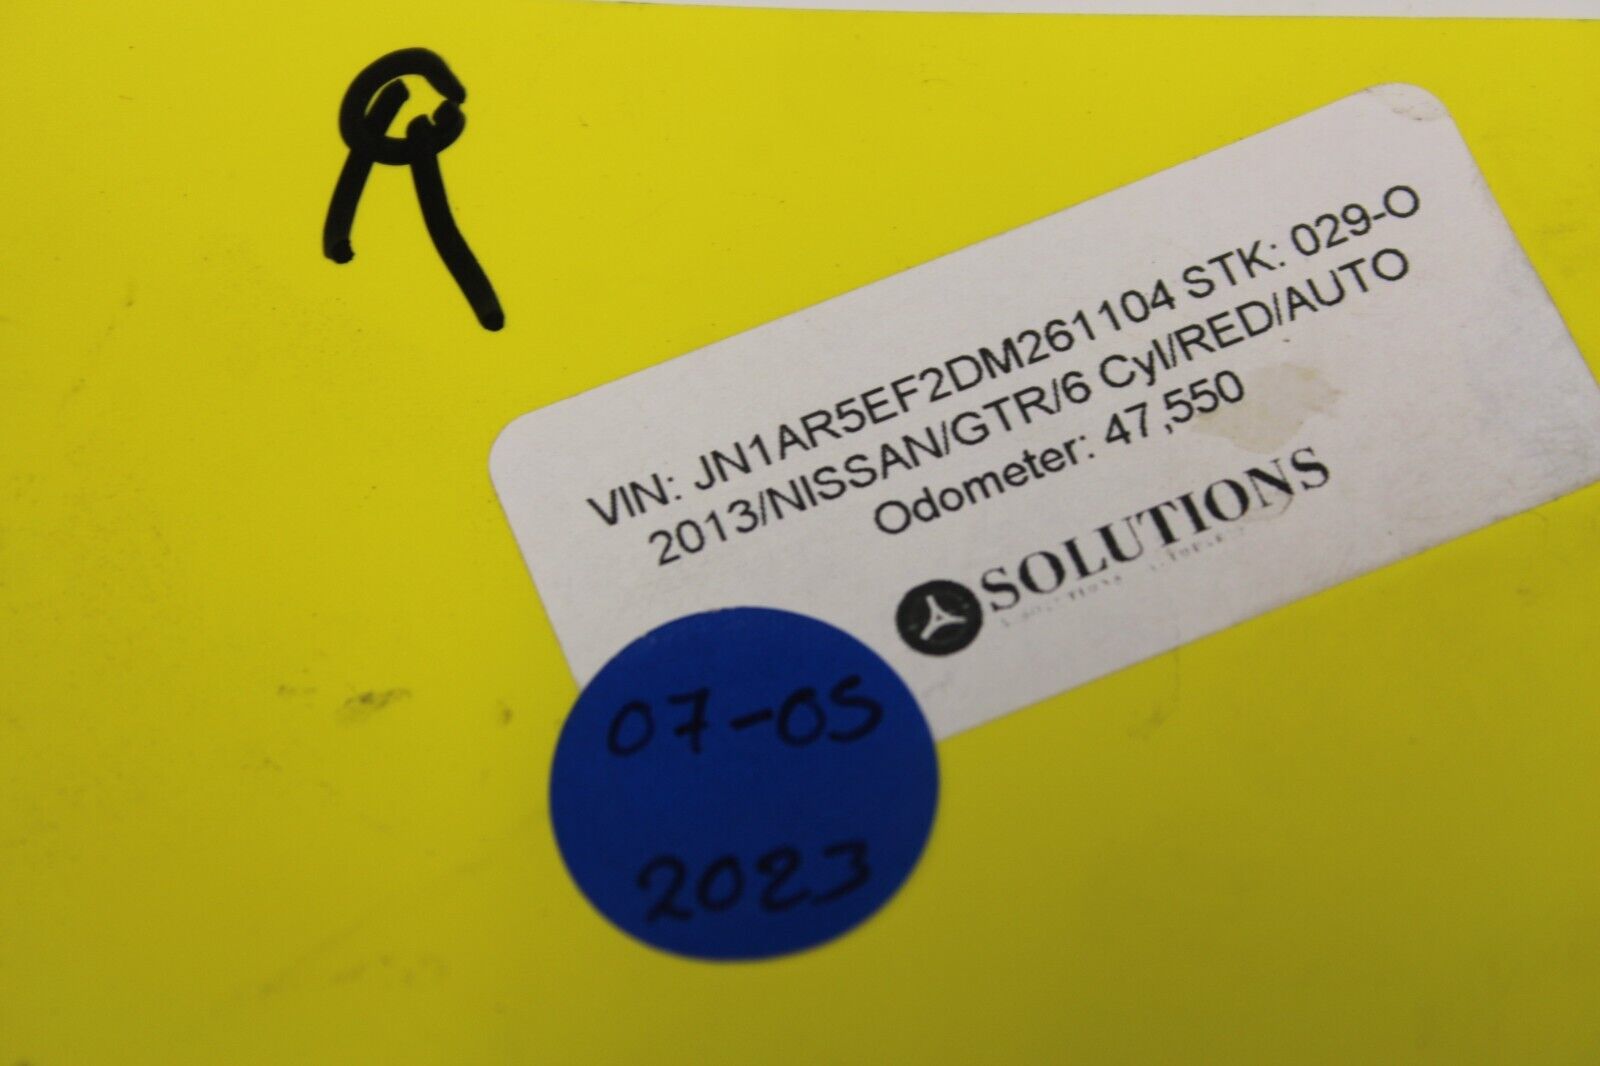 R
VIN: JN1AR5EF2DM261104 STK: 029-O
2013/NISSAN/GTR/6 Cyl/RED/AUTO
Odometer: 47,550
SOLUTIONS
07-05
2023